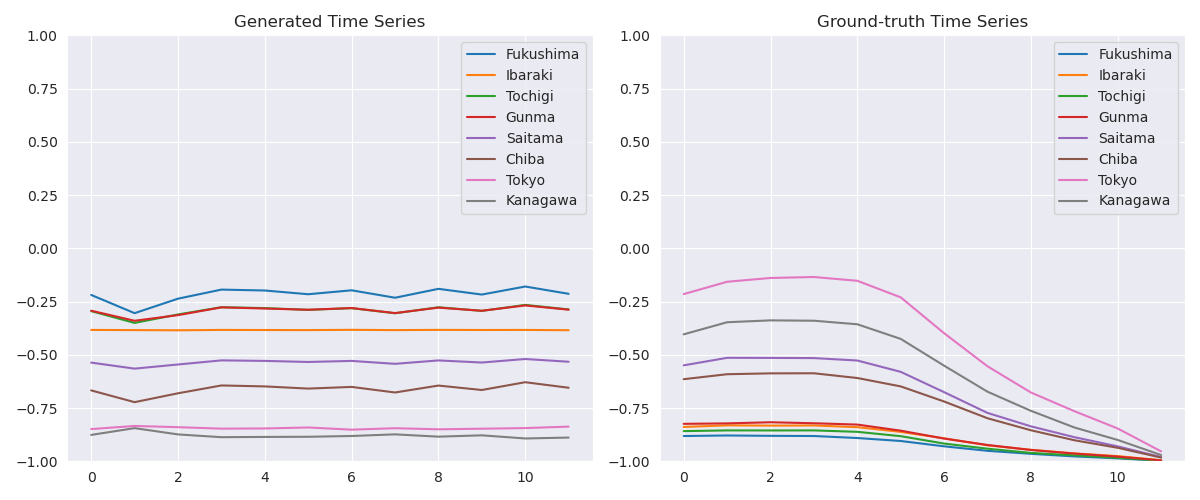 Generated Time Series
1.00
0.75
0.50
0.25
0.00
−0.25
−0.50
−0.75
−1.00
0 2 4 6 8 10
Fukushima
Ibaraki
Tochigi
Gunma
Saitama
Chiba
Tokyo
Kanagawa
Ground-truth Time Series
1.00
0.75
0.50
0.25
0.00
−0.25
−0.50
−0.75
−1.00
0 2 4 6 8 10
Fukushima
Ibaraki
Tochigi
Gunma
Saitama
Chiba
Tokyo
Kanagawa